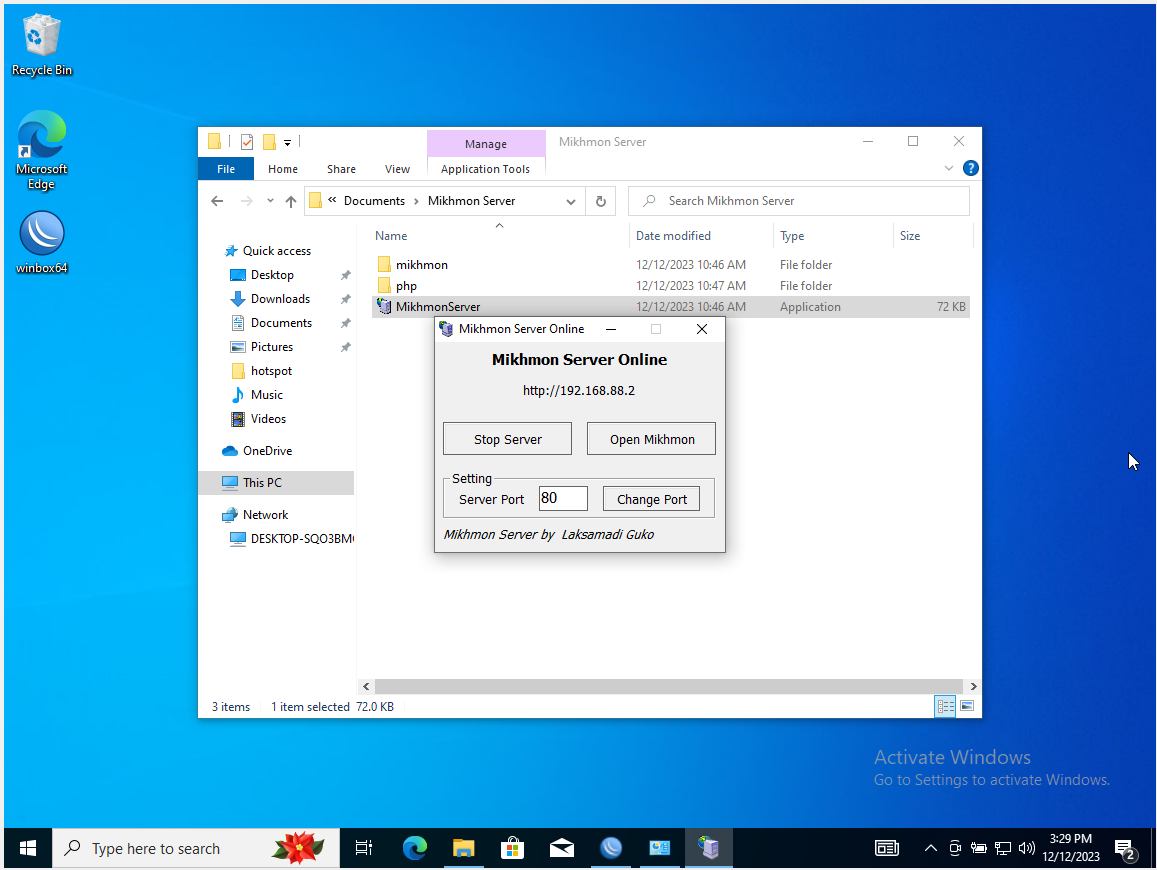 Recycle Bin
Microsoft
Edge
winbox64
Manage
Mikhmon Server
File
Home
Share
View
Application Tools
?
« Documents › Mikhmon Server
Search Mikhmon Server
Name
Date modified
Type
Size
Quick access
Desktop
Downloads
Documents
Pictures
hotspot
Music
Videos
OneDrive
This PC
Network
DESKTOP-SQO3BM
mikhmon 12/12/2023 10:46 AM File folder
php 12/12/2023 10:47 AM File folder
MikhmonServer 12/12/2023 10:46 AM Application 72 KB
Mikhmon Server Online
Mikhmon Server Online
http://192.168.88.2
Stop Server
Open Mikhmon
Setting
Server Port 80 Change Port
Mikhmon Server by Laksamadi Guko
3 items 1 item selected 72.0 KB
Activate Windows
Go to Settings to activate Windows.
Type here to search
3:29 PM
12/12/2023
2